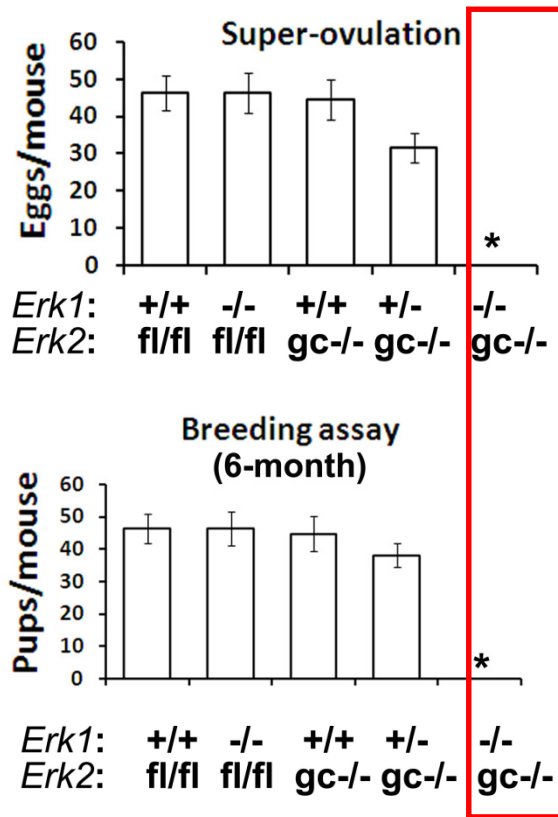 Super-ovulation
Eggs/mouse
60
50
40
30
20
10
0
*
Erk1: +/+ -/- +/+ +/- -/-
Erk2: fl/fl fl/fl gc-/- gc-/- gc-/-
Breeding assay
(6-month)
Pups/mouse
60
50
40
30
20
10
0
*
Erk1: +/+ -/- +/+ +/- -/-
Erk2: fl/fl fl/fl gc-/- gc-/- gc-/-